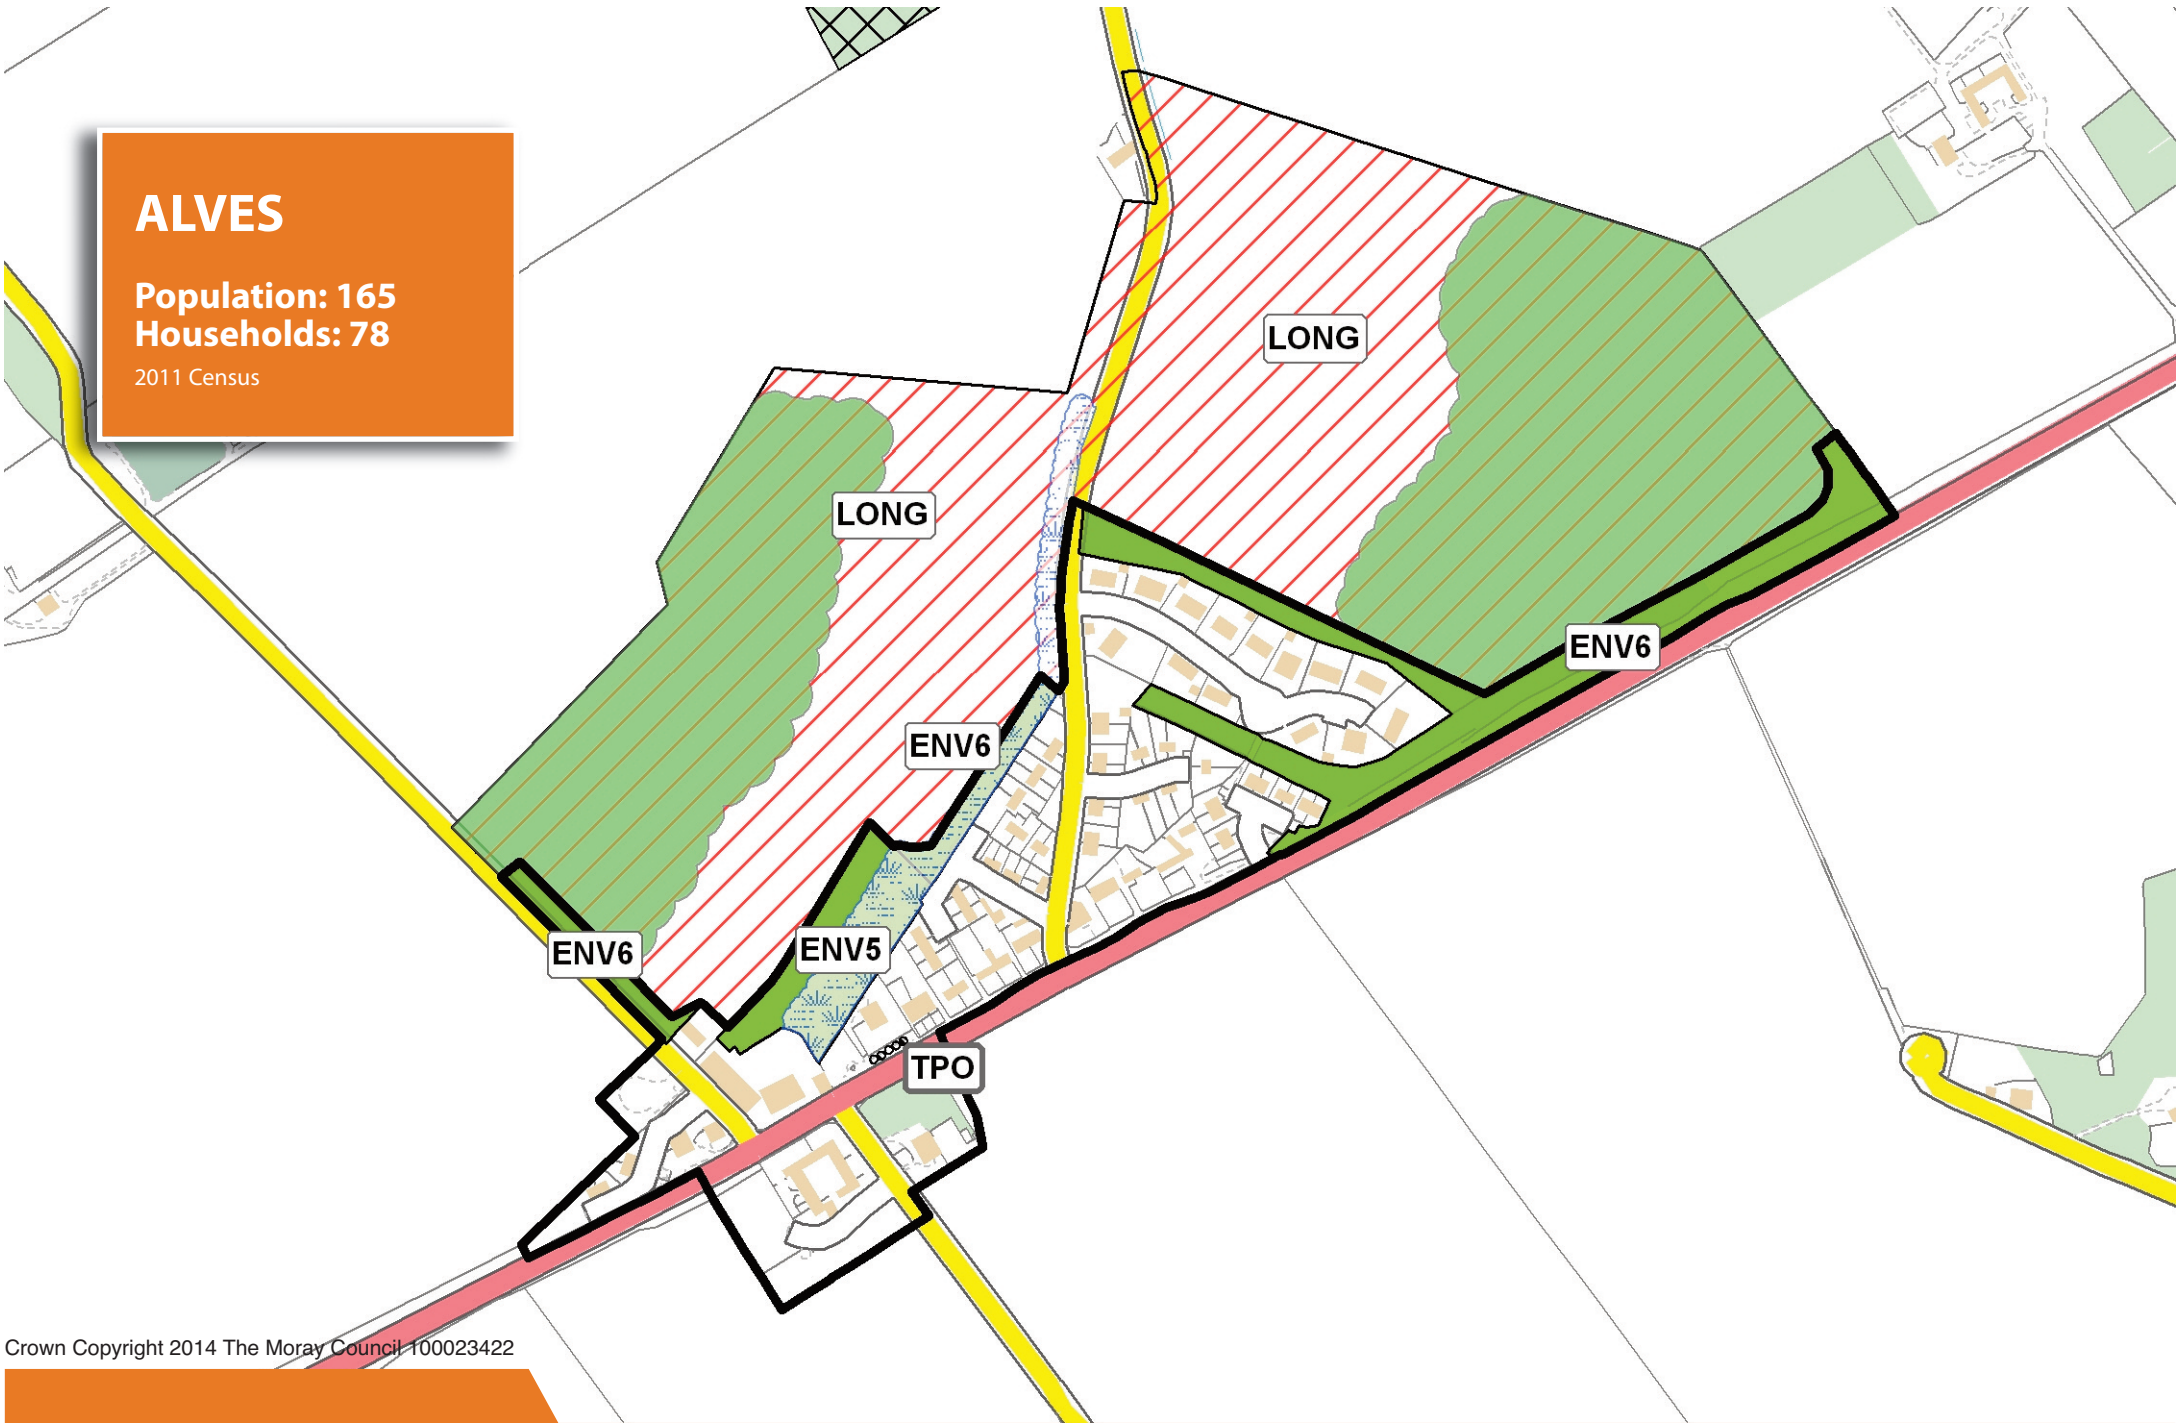 ALVES
Population: 165
Households: 78
2011 Census
LONG
LONG
ENV6
ENV6
ENV6
ENV5
TPO
Crown Copyright 2014 The Moray Council 100023422